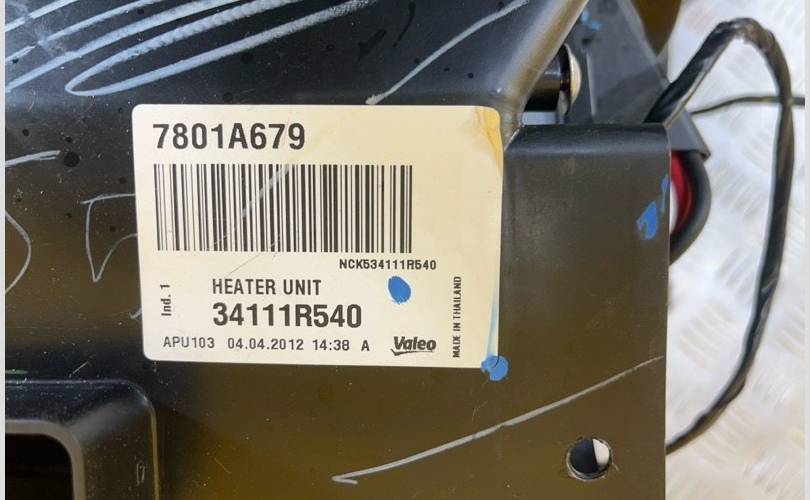 7801A679
NCK534111R540
Ind. 1
HEATER UNIT
34111R540
APU103 04.04.2012 14:38 A Valeo
MADE IN THAILAND